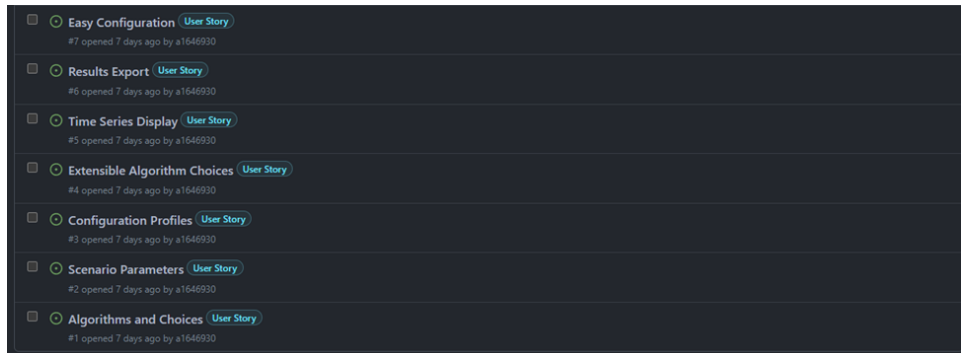 Easy Configuration User Story
#7 opened 7 days ago by a1646930
Results Export User Story
#6 opened 7 days ago by a1646930
Time Series Display User Story
#5 opened 7 days ago by a1646930
Extensible Algorithm Choices User Story
#4 opened 7 days ago by a1646930
Configuration Profiles User Story
#3 opened 7 days ago by a1646930
Scenario Parameters User Story
#2 opened 7 days ago by a1646930
Algorithms and Choices User Story
#1 opened 7 days ago by a1646930